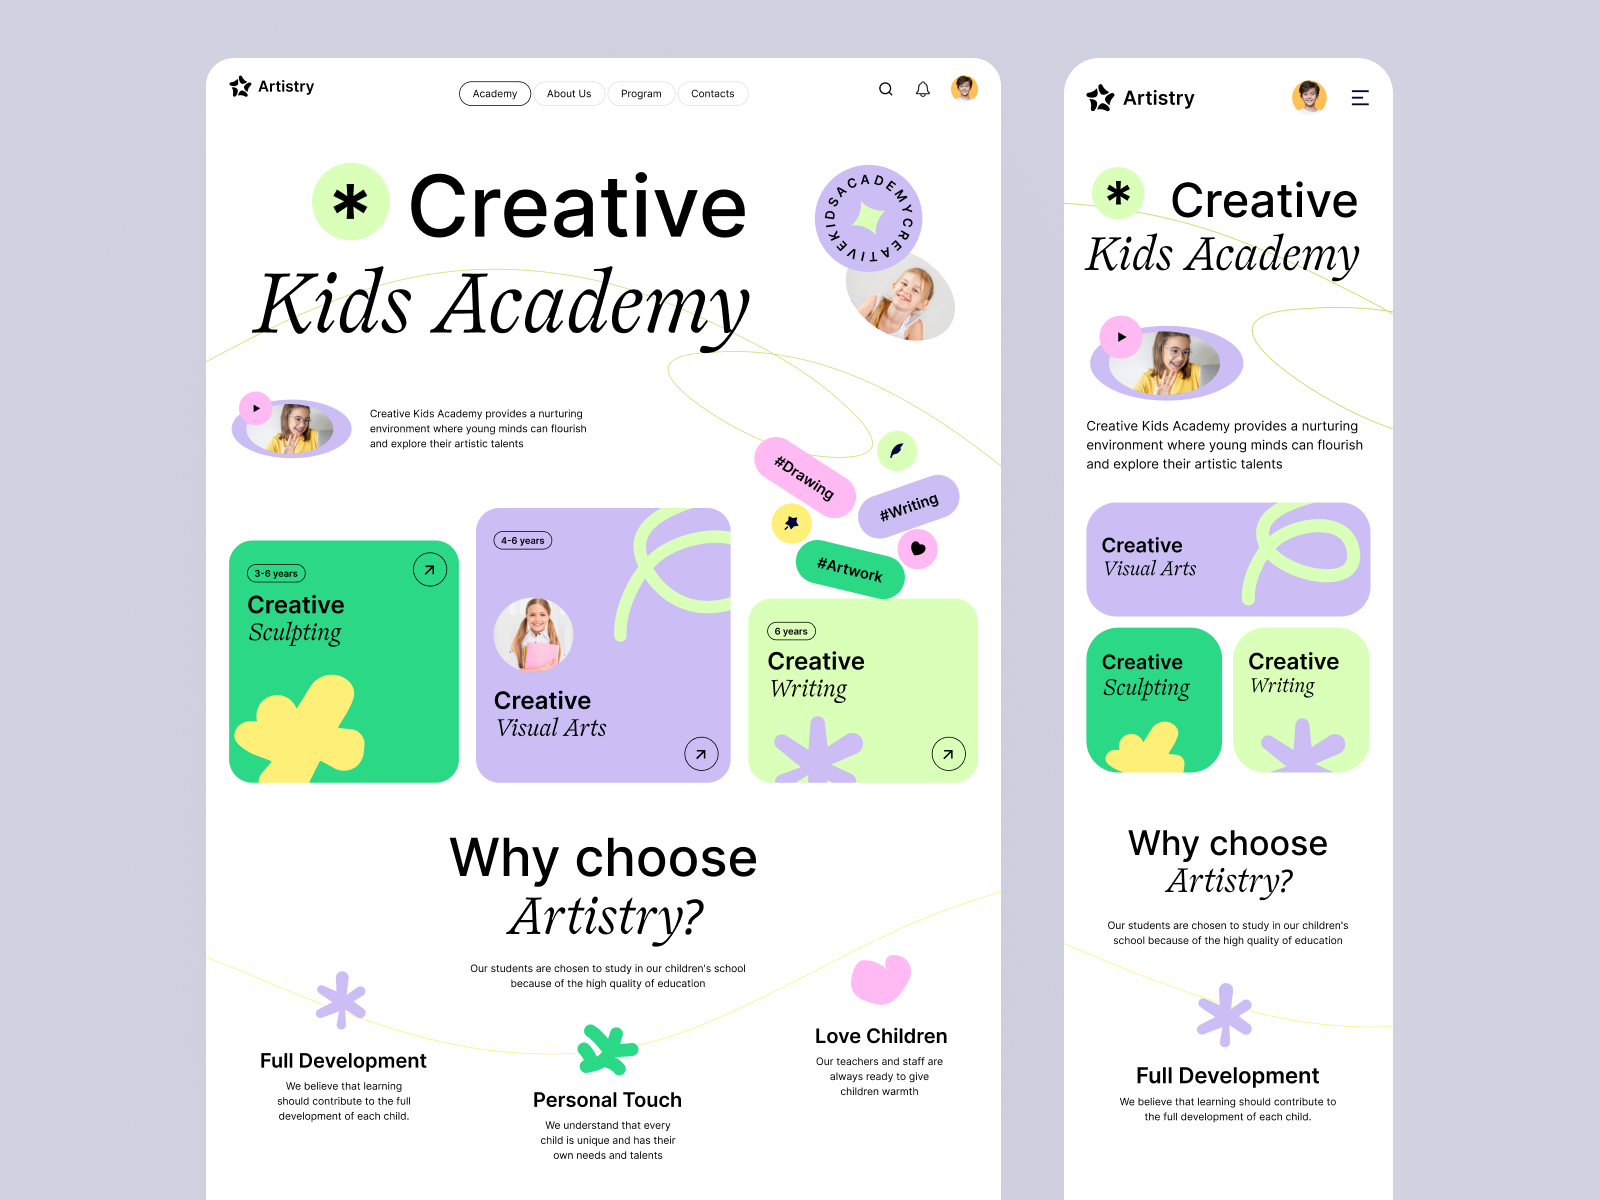 Artistry
Academy
About Us
Program
Contacts
* Creative
Kids Academy
KIDSACADEMYCREATIVE
Creative Kids Academy provides a nurturing
environment where young minds can flourish
and explore their artistic talents
#Drawing
#Writing
#Artwork
3-6 years
Creative
Sculpting
4-6 years
Creative
Visual Arts
6 years
Creative
Writing
Why choose
Artistry?
Our students are chosen to study in our children's school
because of the high quality of education
Full Development
We believe that learning
should contribute to the full
development of each child.
Personal Touch
We understand that every
child is unique and has their
own needs and talents
Love Children
Our teachers and staff are
always ready to give
children warmth
Artistry
* Creative
Kids Academy
Creative Kids Academy provides a nurturing
environment where young minds can flourish
and explore their artistic talents
Creative
Visual Arts
Creative
Sculpting
Creative
Writing
Why choose
Artistry?
Our students are chosen to study in our children's
school because of the high quality of education
Full Development
We believe that learning should contribute to
the full development of each child.